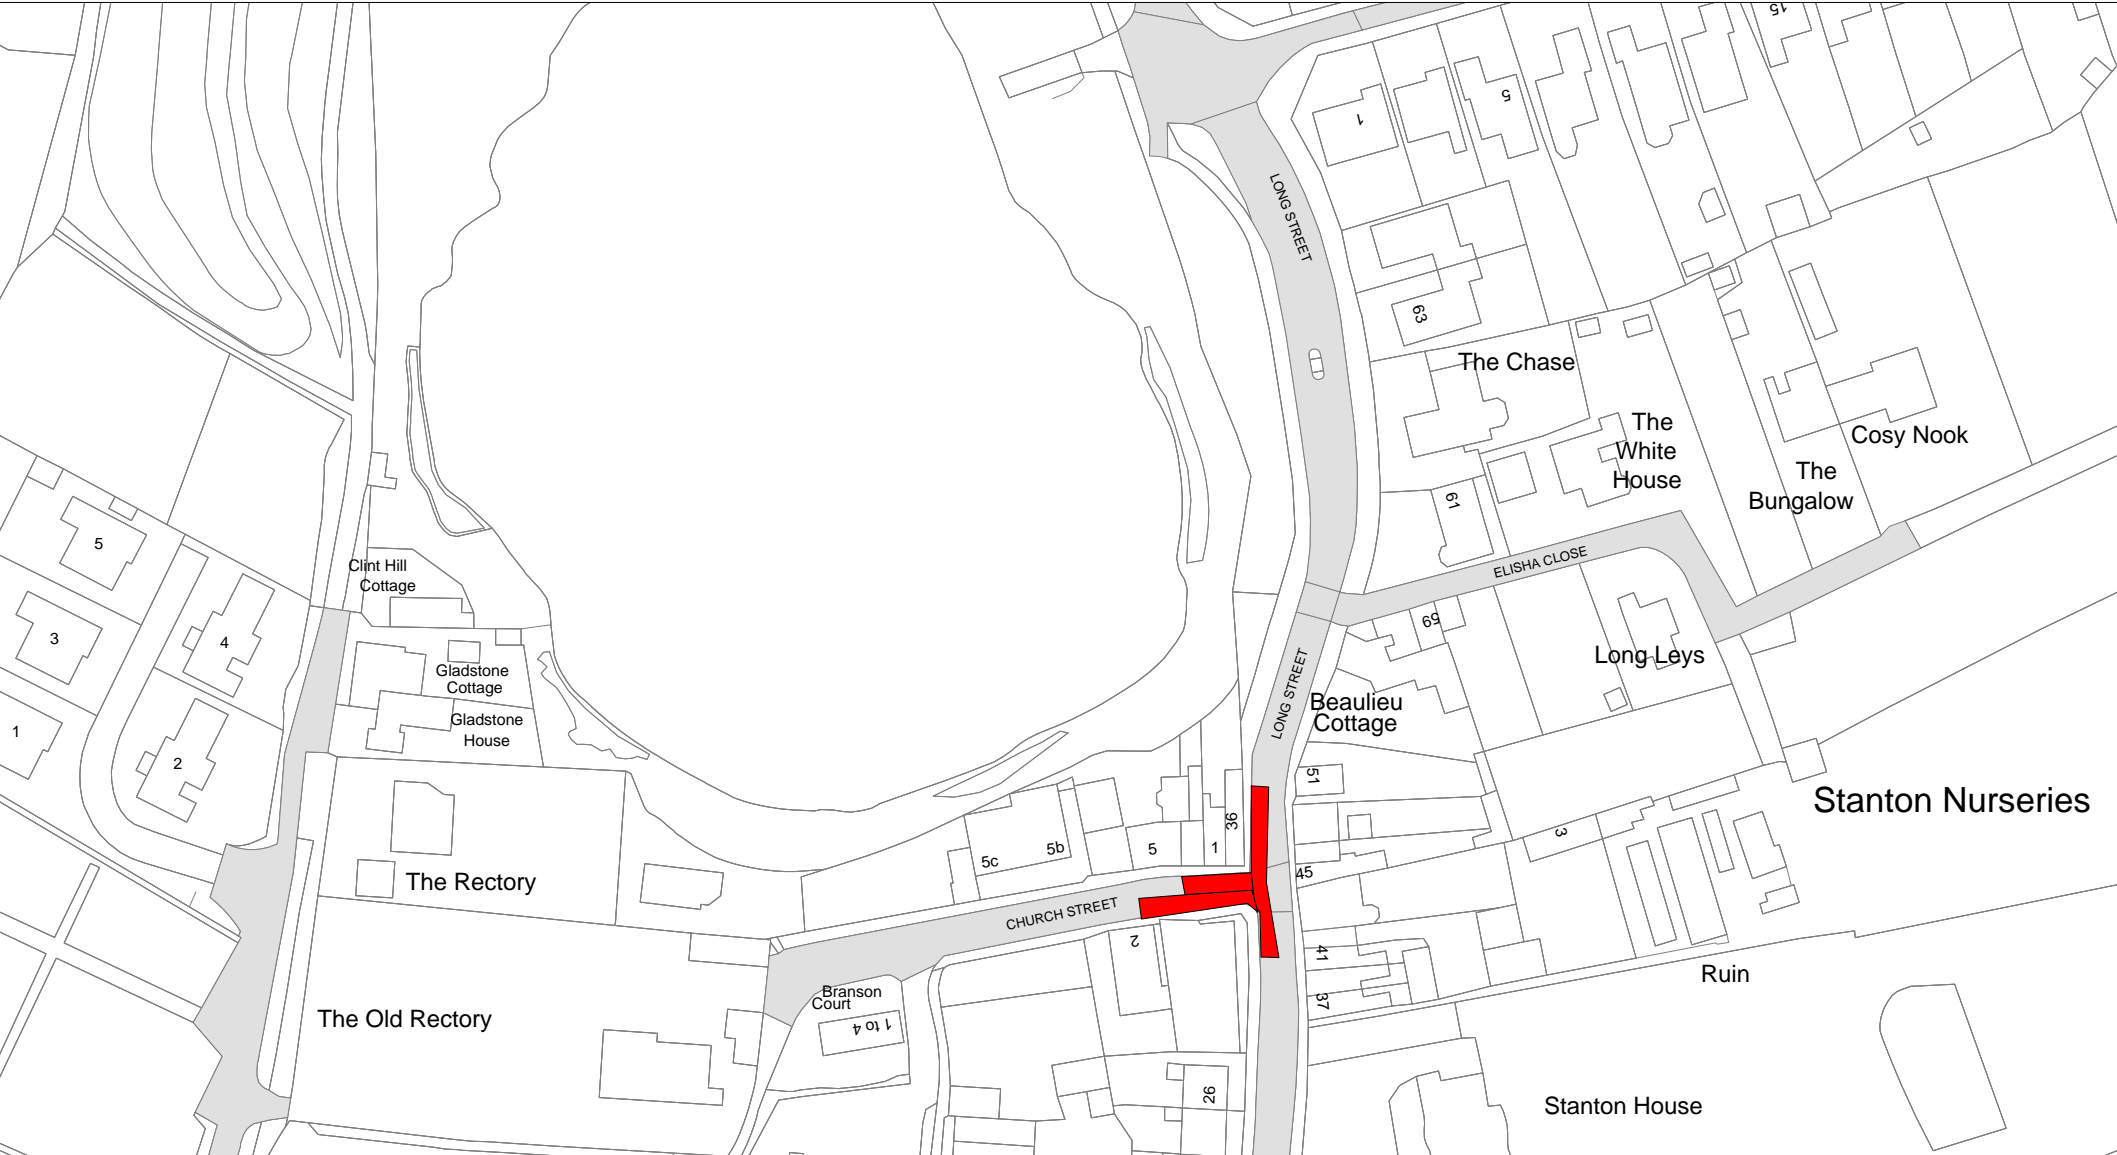 15
1
5
LONG STREET
63
The Chase
The
White
House
Cosy Nook
The
Bungalow
61
5
ELISHA CLOSE
Clint Hill
Cottage
3
4
59
Long Leys
Gladstone
Cottage
LONG STREET
Beaulieu
Cottage
Gladstone
House
1
2
51
Stanton Nurseries
36
3
5c
5b
5
1
The Rectory
45
CHURCH STREET
2
41
Ruin
37
Branson
Court
1 to 4
The Old Rectory
26
Stanton House